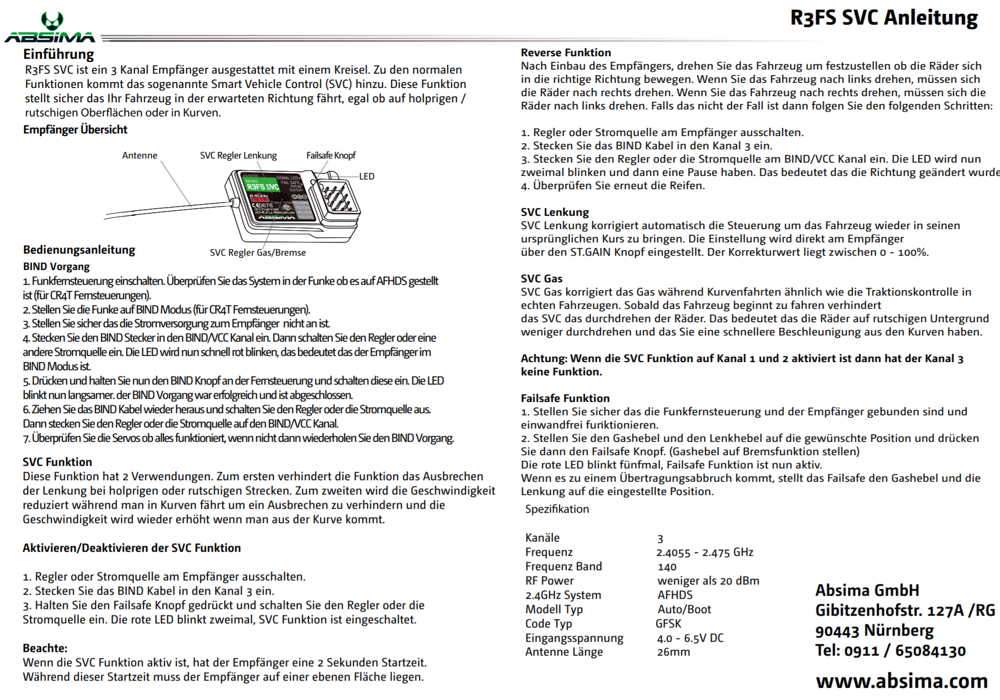 ABSIMA
R3FS SVC Anleitung
Einführung
R3FS SVC ist ein 3 Kanal Empfänger ausgestattet mit einem Kreisel. Zu den normalen
Funktionen kommt das sogenannte Smart Vehicle Control (SVC) hinzu. Diese Funktion
stellt sicher das Ihr Fahrzeug in der erwarteten Richtung fährt, egal ob auf holprigen /
rutschigen Oberflächen oder in Kurven.
Empfänger Übersicht
Antenne
SVC Regler Lenkung
Failsafe Knopf
LED
SIGNAL LED
Model
R3FS SVC
FAIL SAFE
setup
button
2.4GHz
AFHDS
0678
3 Channel
2.4GHz Receiver
ABSIMA
SVC Regler Gas/Bremse
Bedienungsanleitung
BIND Vorgang
1. Funkfernsteuerung einschalten. Überprüfen Sie das System in der Funke ob es auf AFHDS gestellt
ist (für CR4T Fernsteuerungen).
2. Stellen Sie die Funke auf BIND Modus (für CR4T Fernsteuerungen).
3. Stellen Sie sicher das die Stromversorgung zum Empfänger nicht an ist.
4. Stecken Sie den BIND Stecker in den BIND/VCC Kanal ein. Dann schalten Sie den Regler oder eine
andere Stromquelle ein. Die LED wird nun schnell rot blinken, das bedeutet das der Empfänger im
BIND Modus ist.
5. Drücken und halten Sie nun den BIND Knopf an der Fernsteuerung und schalten diese ein. Die LED
blinkt nun langsamer. der BIND Vorgang war erfolgreich und ist abgeschlossen.
6. Ziehen Sie das BIND Kabel wieder heraus und schalten Sie den Regler oder die Stromquelle aus.
Dann stecken Sie den Regler oder die Stromquelle auf den BIND/VCC Kanal.
7. Überprüfen Sie die Servos ob alles funktioniert, wenn nicht dann wiederholen Sie den BIND Vorgang.
SVC Funktion
Diese Funktion hat 2 Verwendungen. Zum ersten verhindert die Funktion das Ausbrechen
der Lenkung bei holprigen oder rutschigen Strecken. Zum zweiten wird die Geschwindigkeit
reduziert während man in Kurven fährt um ein Ausbrechen zu verhindern und die
Geschwindigkeit wird wieder erhöht wenn man aus der Kurve kommt.
Aktivieren/Deaktivieren der SVC Funktion
1. Regler oder Stromquelle am Empfänger ausschalten.
2. Stecken Sie das BIND Kabel in den Kanal 3 ein.
3. Halten Sie den Failsafe Knopf gedrückt und schalten Sie den Regler oder die
Stromquelle ein. Die rote LED blinkt zweimal, SVC Funktion ist eingeschaltet.
Beachte:
Wenn die SVC Funktion aktiv ist, hat der Empfänger eine 2 Sekunden Startzeit.
Während dieser Startzeit muss der Empfänger auf einer ebenen Fläche liegen.
Reverse Funktion
Nach Einbau des Empfängers, drehen Sie das Fahrzeug um festzustellen ob die Räder sich
in die richtige Richtung bewegen. Wenn Sie das Fahrzeug nach links drehen, müssen sich
die Räder nach rechts drehen. Wenn Sie das Fahrzeug nach rechts drehen, müssen sich die
Räder nach links drehen. Falls das nicht der Fall ist dann folgen Sie den folgenden Schritten:
1. Regler oder Stromquelle am Empfänger ausschalten.
2. Stecken Sie das BIND Kabel in den Kanal 3 ein.
3. Stecken Sie den Regler oder die Stromquelle am BIND/VCC Kanal ein. Die LED wird nun
zweimal blinken und dann eine Pause haben. Das bedeutet das die Richtung geändert wurde
4. Überprüfen Sie erneut die Reifen.
SVC Lenkung
SVC Lenkung korrigiert automatisch die Steuerung um das Fahrzeug wieder in seinen
ursprünglichen Kurs zu bringen. Die Einstellung wird direkt am Empfänger
über den ST.GAIN Knopf eingestellt. Der Korrekturwert liegt zwischen 0 - 100%.
SVC Gas
SVC Gas korrigiert das Gas während Kurvenfahrten ähnlich wie die Traktionskontrolle in
echten Fahrzeugen. Sobald das Fahrzeug beginnt zu fahren verhindert
das SVC das durchdrehen der Räder. Das bedeutet das die Räder auf rutschigen Untergrund
weniger durchdrehen und das Sie eine schnellere Beschleunigung aus den Kurven haben.
Achtung: Wenn die SVC Funktion auf Kanal 1 und 2 aktiviert ist dann hat der Kanal 3
keine Funktion.
Failsafe Funktion
1. Stellen Sie sicher das die Funkfernsteuerung und der Empfänger gebunden sind und
einwandfrei funktionieren.
2. Stellen Sie den Gashebel und den Lenkhebel auf die gewünschte Position und drücken
Sie dann den Failsafe Knopf. (Gashebel auf Bremsfunktion stellen)
Die rote LED blinkt fünfmal, Failsafe Funktion ist nun aktiv.
Wenn es zu einem Übertragungsabbruch kommt, stellt das Failsafe den Gashebel und die
Lenkung auf die eingestellte Position.
Spezifikation
Kanäle 3
Frequenz 2.4055 - 2.475 GHz
Frequenz Band 140
RF Power weniger als 20 dBm
2.4GHz System AFHDS
Modell Typ Auto/Boot
Code Typ GFSK
Eingangsspannung 4.0 - 6.5V DC
Antenne Länge 26mm
Absima GmbH
Gibitzenhofstr. 127A /RG
90443 Nürnberg
Tel: 0911 / 65084130
www.absima.com